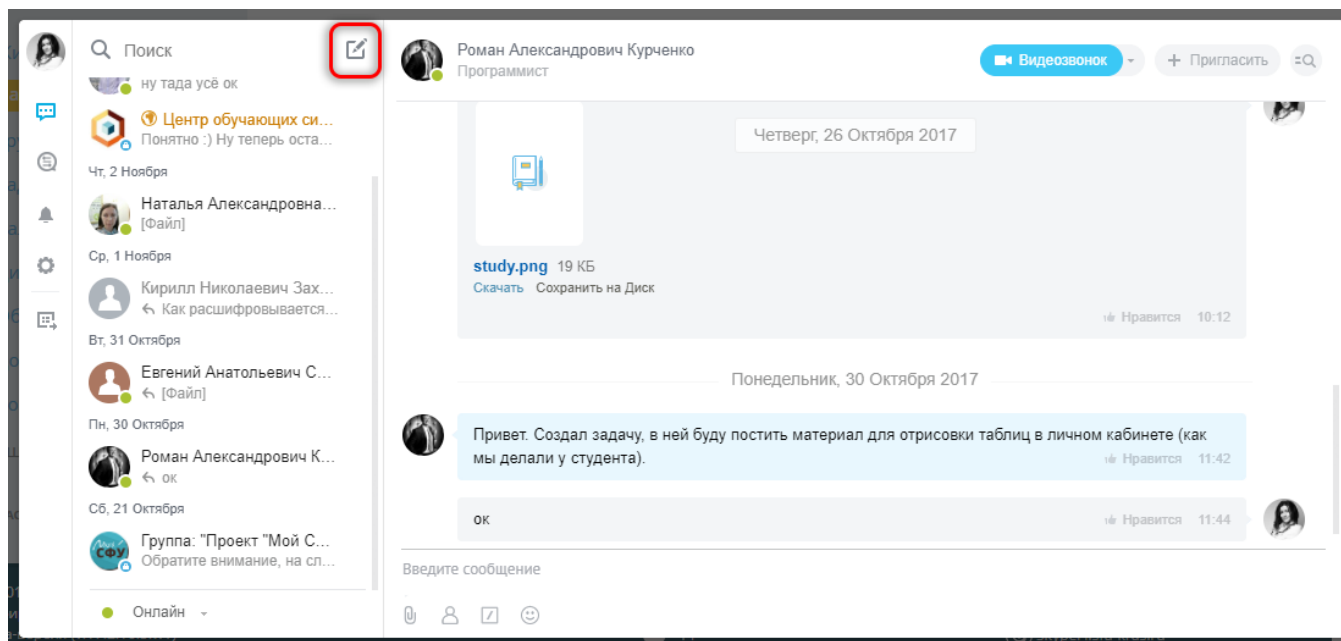 Поиск
ну тада усё ок
Центр обучающих си...
Понятно :) Ну теперь оста...
Чт, 2 Ноября
Наталья Александровна...
[Файл]
Ср, 1 Ноября
Кирилл Николаевич Зах...
Как расшифровывается...
Вт, 31 Октября
Евгений Анатольевич С...
[Файл]
Пн, 30 Октября
Роман Александрович К...
ок
Сб, 21 Октября
СФУ
Группа: "Проект "Мой С...
Обратите внимание, на сл...
Онлайн
Роман Александрович Курченко
Программист
Видеозвонок
+ Пригласить
Четверг, 26 Октября 2017
study.png 19 КБ
Скачать Сохранить на Диск
Нравится 10:12
Понедельник, 30 Октября 2017
Привет. Создал задачу, в ней буду постить материал для отрисовки таблиц в личном кабинете (как
мы делали у студента).
Нравится 11:42
ок
Нравится 11:44
Введите сообщение